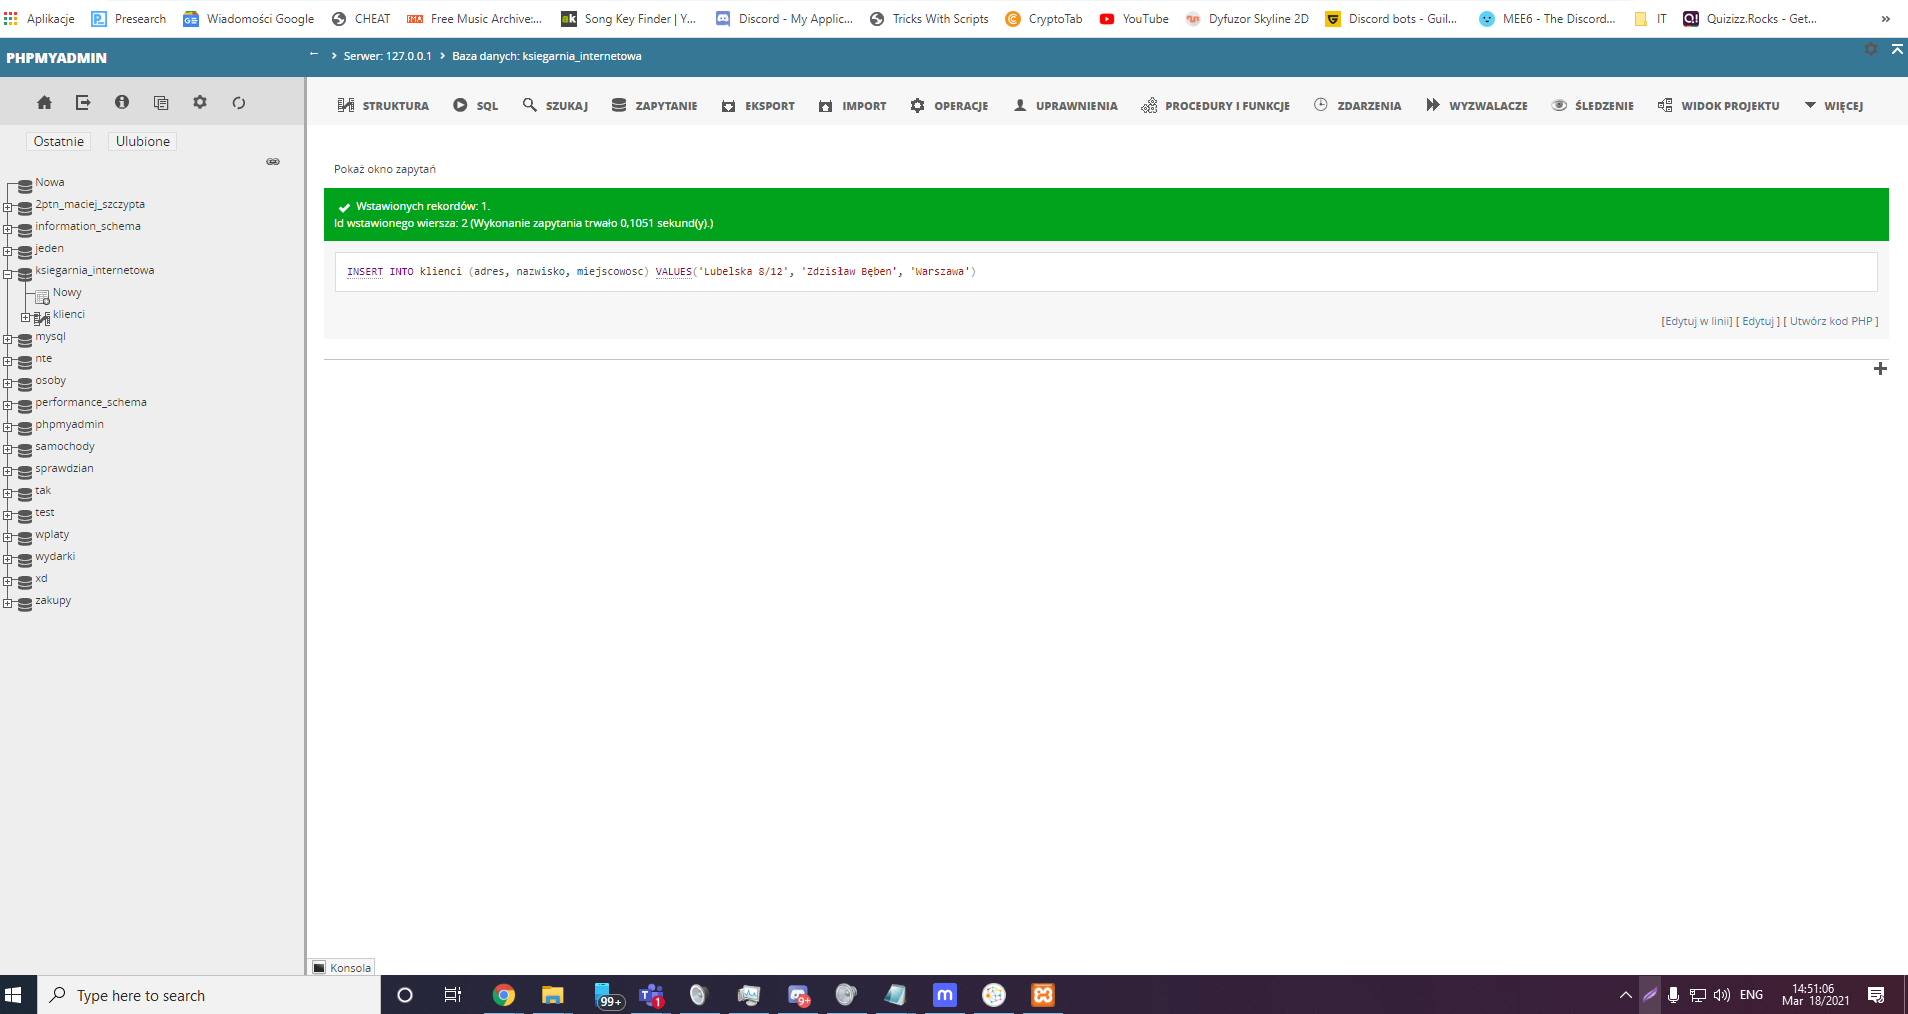 Aplikacje Presearch Wiadomości Google CHEAT Free Music Archive:... Song Key Finder | Y... Discord - My Applic... Tricks With Scripts CryptoTab YouTube Dyfuzor Skyline 2D Discord bots - Guil... MEE6 - The Discord... IT Quizizz.Rocks - Get... »
PHPMYADMIN
← › Serwer: 127.0.0.1 › Baza danych: ksiegarnia_internetowa
STRUKTURA SQL SZUKAJ ZAPYTANIE EKSPORT IMPORT OPERACJE UPRAWNIENIA PROCEDURY I FUNKCJE ZDARZENIA WYZWALACZE ŚLEDZENIE WIDOK PROJEKTU WIĘCEJ
Ostatnie Ulubione
Nowa
2ptn_maciej_szczypta
information_schema
jeden
ksiegarnia_internetowa
Nowy
klienci
mysql
nte
osoby
performance_schema
phpmyadmin
samochody
sprawdzian
tak
test
wplaty
wydarki
xd
zakupy
Pokaż okno zapytań
Wstawionych rekordów: 1.
Id wstawionego wiersza: 2 (Wykonanie zapytania trwało 0,1051 sekund(y).)
INSERT INTO klienci (adres, nazwisko, miejscowosc) VALUES('Lubelska 8/12', 'Zdzisław Bęben', 'Warszawa')
[Edytuj w linii] [ Edytuj ] [ Utwórz kod PHP ]
Konsola
Type here to search
99+ 1 9+ m
ENG
14:51:06
Mar 18/2021